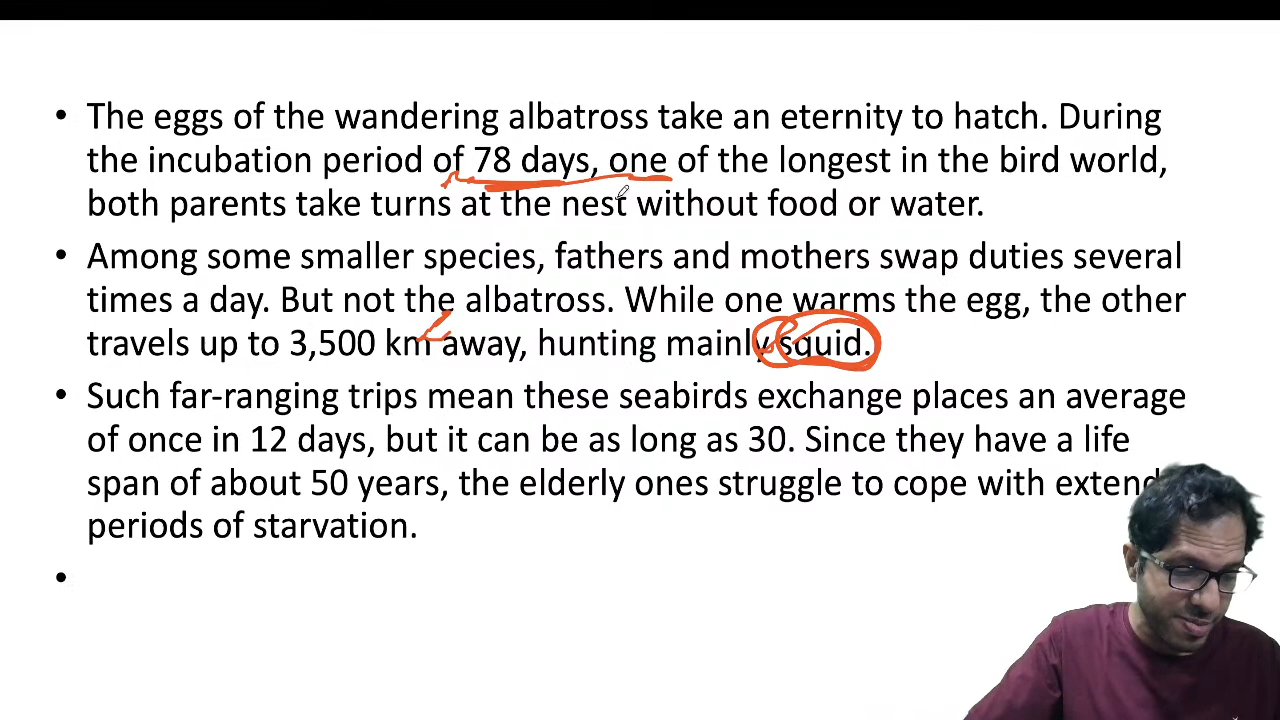 • The eggs of the wandering albatross take an eternity to hatch. During
the incubation period of 78 days, one of the longest in the bird world,
both parents take turns at the nest without food or water.
• Among some smaller species, fathers and mothers swap duties several
times a day. But not the albatross. While one warms the egg, the other
travels up to 3,500 km away, hunting mainly squid.
• Such far-ranging trips mean these seabirds exchange places an average
of once in 12 days, but it can be as long as 30. Since they have a life
span of about 50 years, the elderly ones struggle to cope with extend
periods of starvation.
•